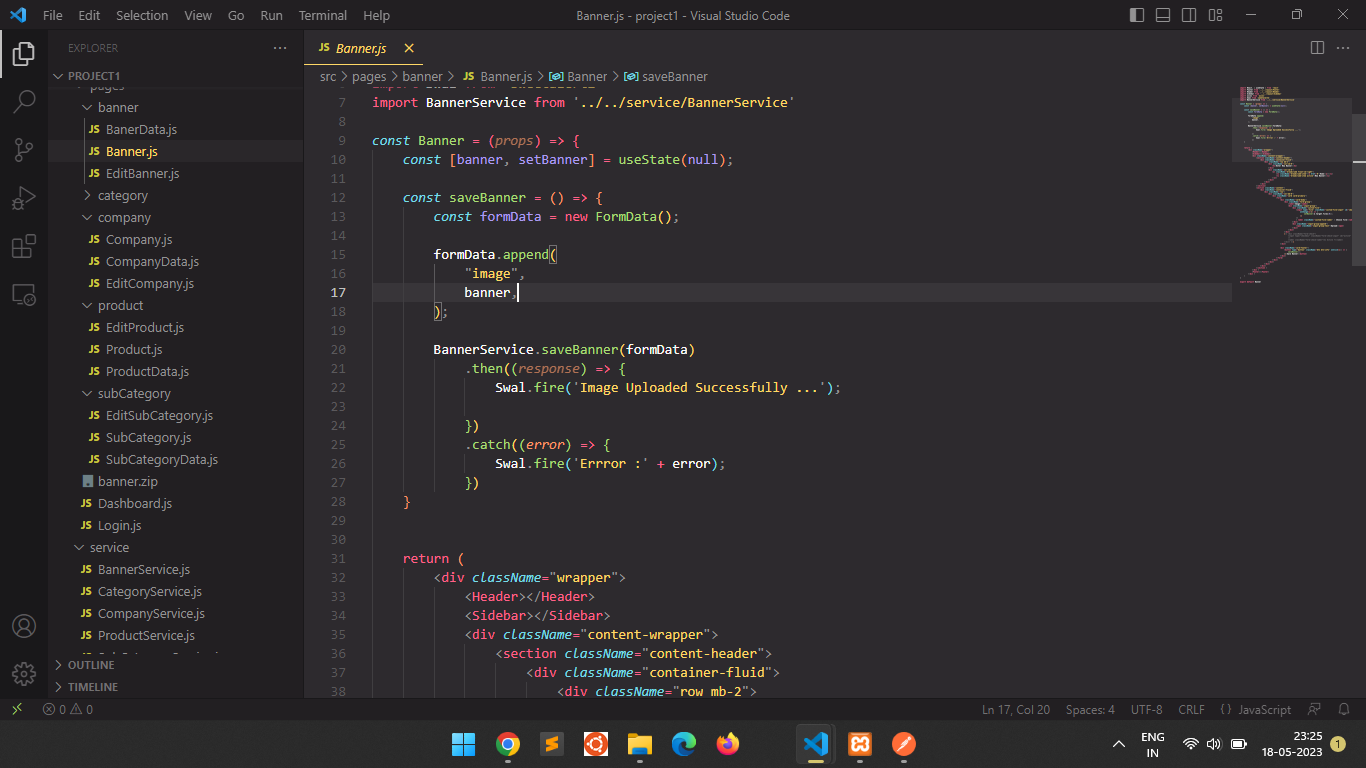 File Edit Selection View Go Run Terminal Help
Banner.js - project1 - Visual Studio Code
EXPLORER
PROJECT1
pages
banner
JS BanerData.js
JS Banner.js
JS EditBanner.js
category
company
JS Company.js
JS CompanyData.js
JS EditCompany.js
product
JS EditProduct.js
JS Product.js
JS ProductData.js
subCategory
JS EditSubCategory.js
JS SubCategory.js
JS SubCategoryData.js
banner.zip
JS Dashboard.js
JS Login.js
service
JS BannerService.js
JS CategoryService.js
JS CompanyService.js
JS ProductService.js
OUTLINE
TIMELINE
JS Banner.js
src > pages > banner > JS Banner.js > Banner > saveBanner
7 import BannerService from '../../service/BannerService'
8
9 const Banner = (props) => {
10 const [banner, setBanner] = useState(null);
11
12 const saveBanner = () => {
13 const formData = new FormData();
14
15 formData.append(
16 "image",
17 banner,
18 );
19
20 BannerService.saveBanner(formData)
21 .then((response) => {
22 Swal.fire('Image Uploaded Successfully ...');
23
24 })
25 .catch((error) => {
26 Swal.fire('Errror :' + error);
27 })
28 }
29
30
31 return (
32 <div className="wrapper">
33 <Header></Header>
34 <Sidebar></Sidebar>
35 <div className="content-wrapper">
36 <section className="content-header">
37 <div className="container-fluid">
38 <div className="row mb-2">
0 0
Ln 17, Col 20 Spaces: 4 UTF-8 CRLF {} JavaScript
ENG
IN
23:25
18-05-2023
1